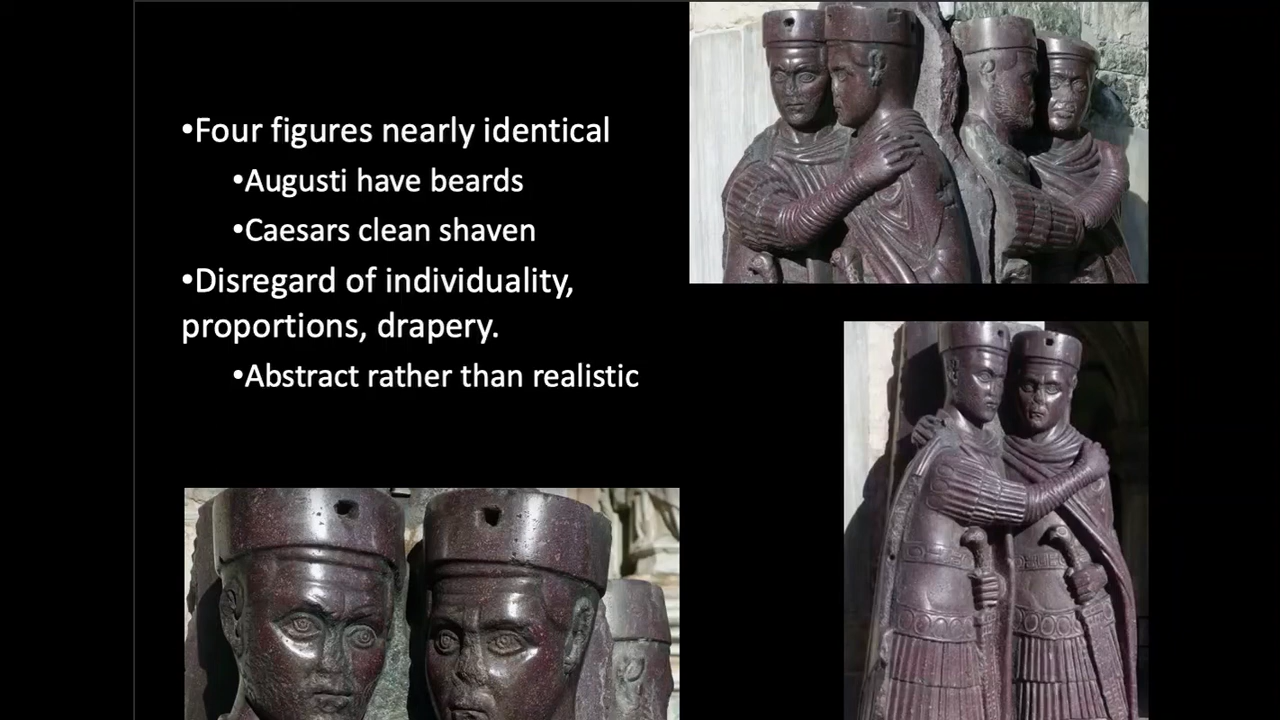 •Four figures nearly identical
•Augusti have beards
•Caesars clean shaven
•Disregard of individuality,
proportions, drapery.
•Abstract rather than realistic